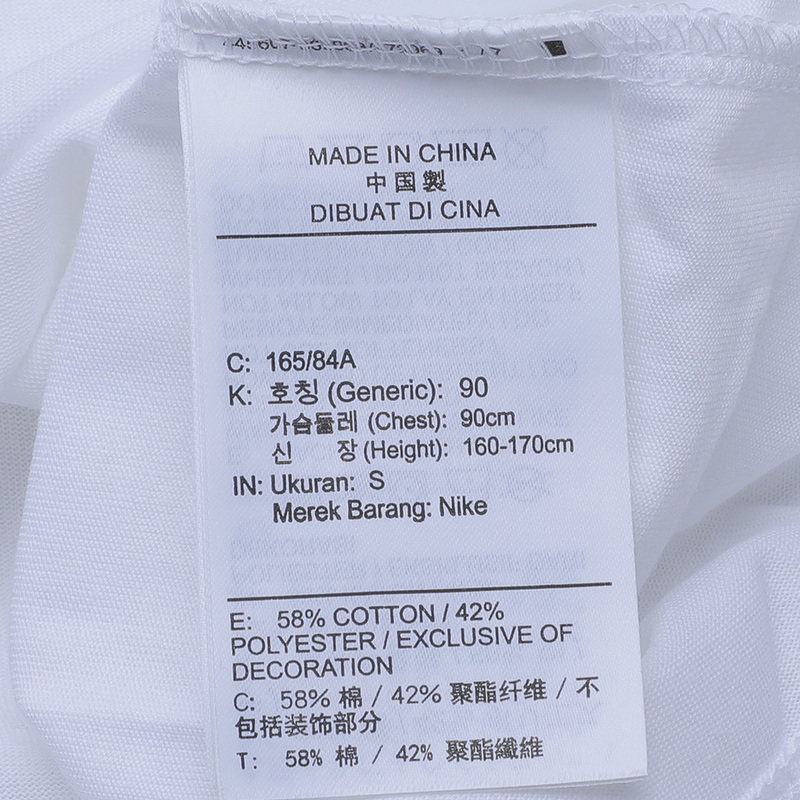 MADE IN CHINA
中国製
DIBUAT DI CINA
C: 165/84A
K: 호칭 (Generic): 90
가슴둘레 (Chest): 90cm
신 장 (Height): 160-170cm
IN: Ukuran: S
Merek Barang: Nike
E: 58% COTTON / 42%
POLYESTER / EXCLUSIVE OF
DECORATION
C: 58% 棉 / 42% 聚酯纤维 / 不
包括装饰部分
T: 58% 棉 / 42% 聚酯纖維